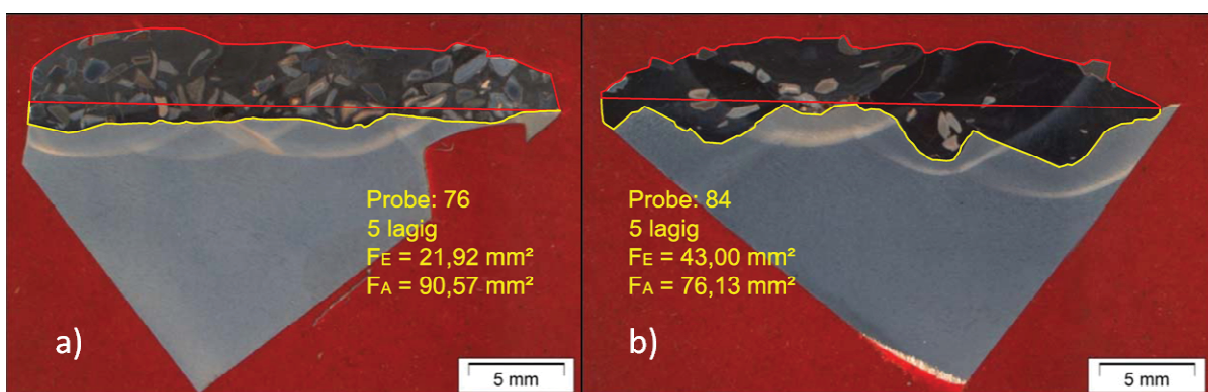 Probe: 76
5 lagig
FE = 21,92 mm²
FA = 90,57 mm²
a)
5 mm
Probe: 84
5 lagig
FE = 43,00 mm²
FA = 76,13 mm²
b)
5 mm